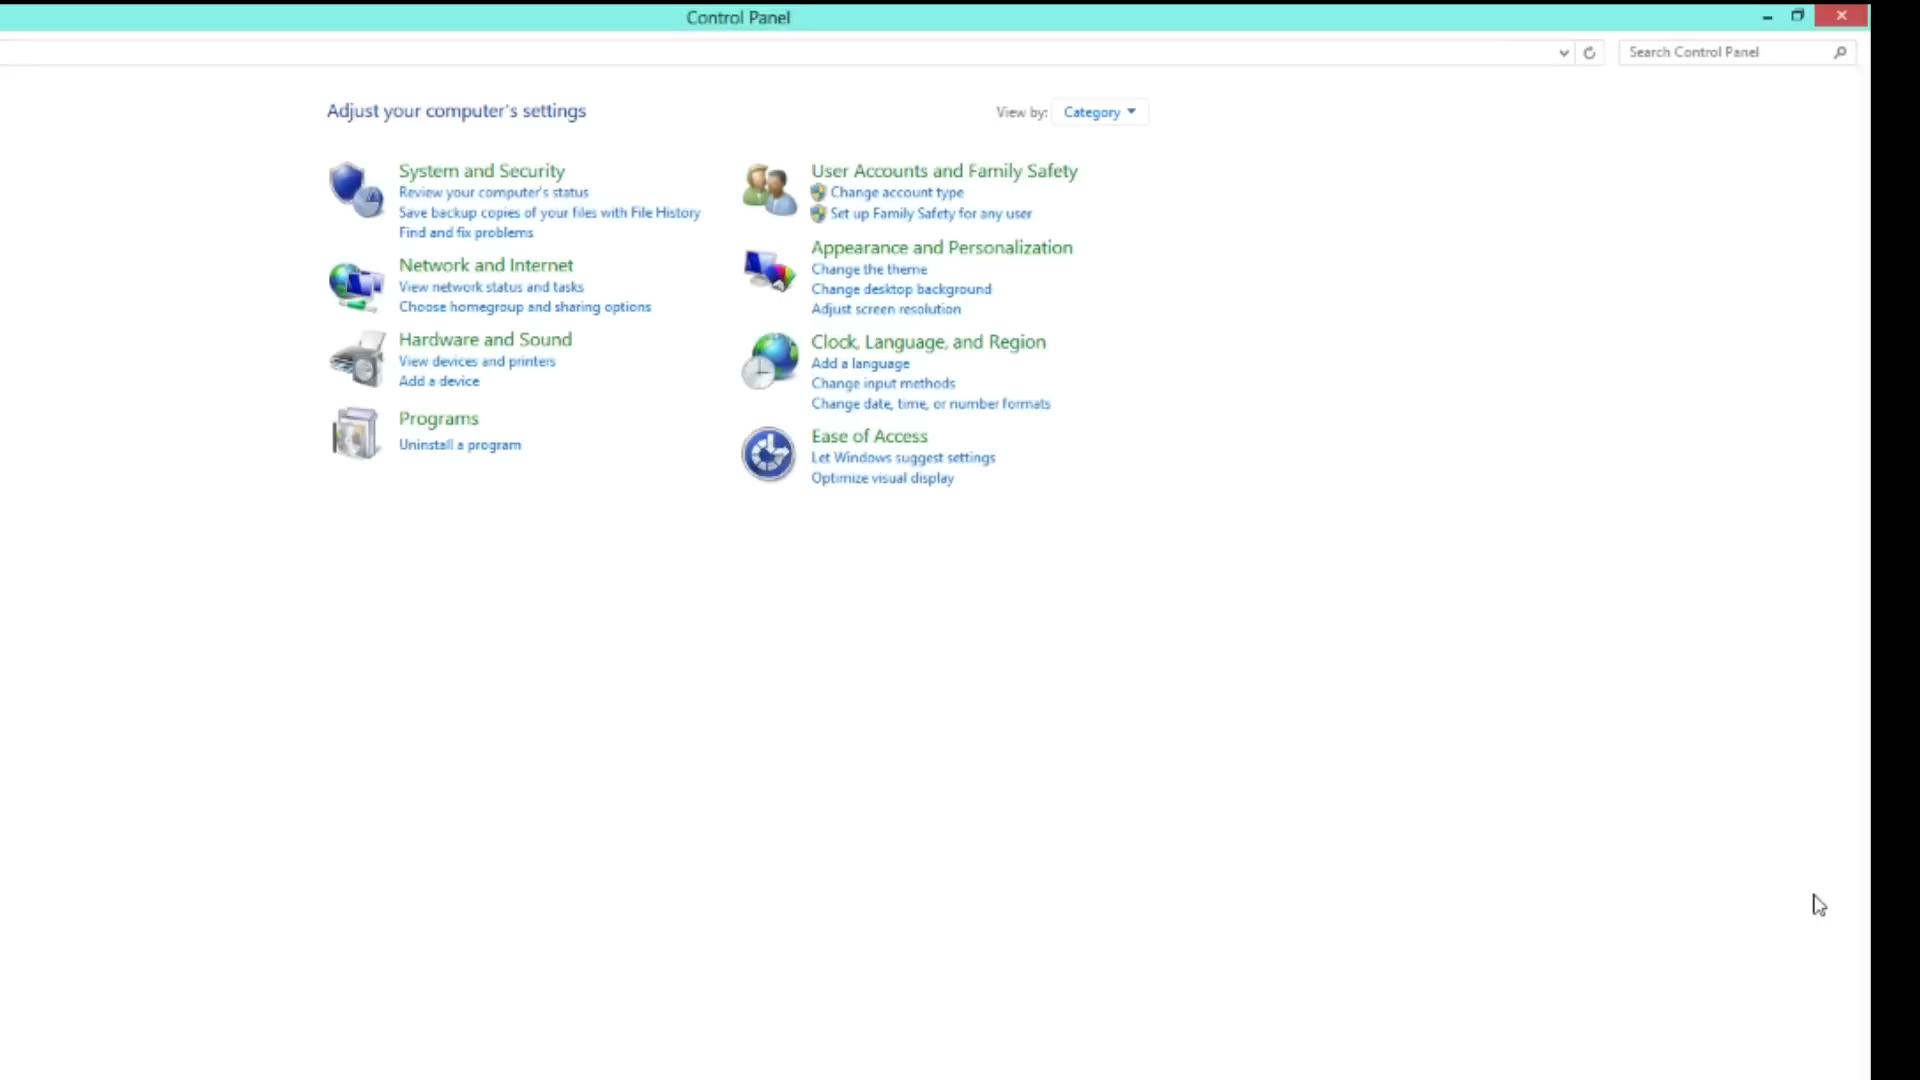 Control Panel
Search Control Panel
Adjust your computer's settings
View by: Category
System and Security
Review your computer's status
Save backup copies of your files with File History
Find and fix problems
Network and Internet
View network status and tasks
Choose homegroup and sharing options
Hardware and Sound
View devices and printers
Add a device
Programs
Uninstall a program
User Accounts and Family Safety
Change account type
Set up Family Safety for any user
Appearance and Personalization
Change the theme
Change desktop background
Adjust screen resolution
Clock, Language, and Region
Add a language
Change input methods
Change date, time, or number formats
Ease of Access
Let Windows suggest settings
Optimize visual display